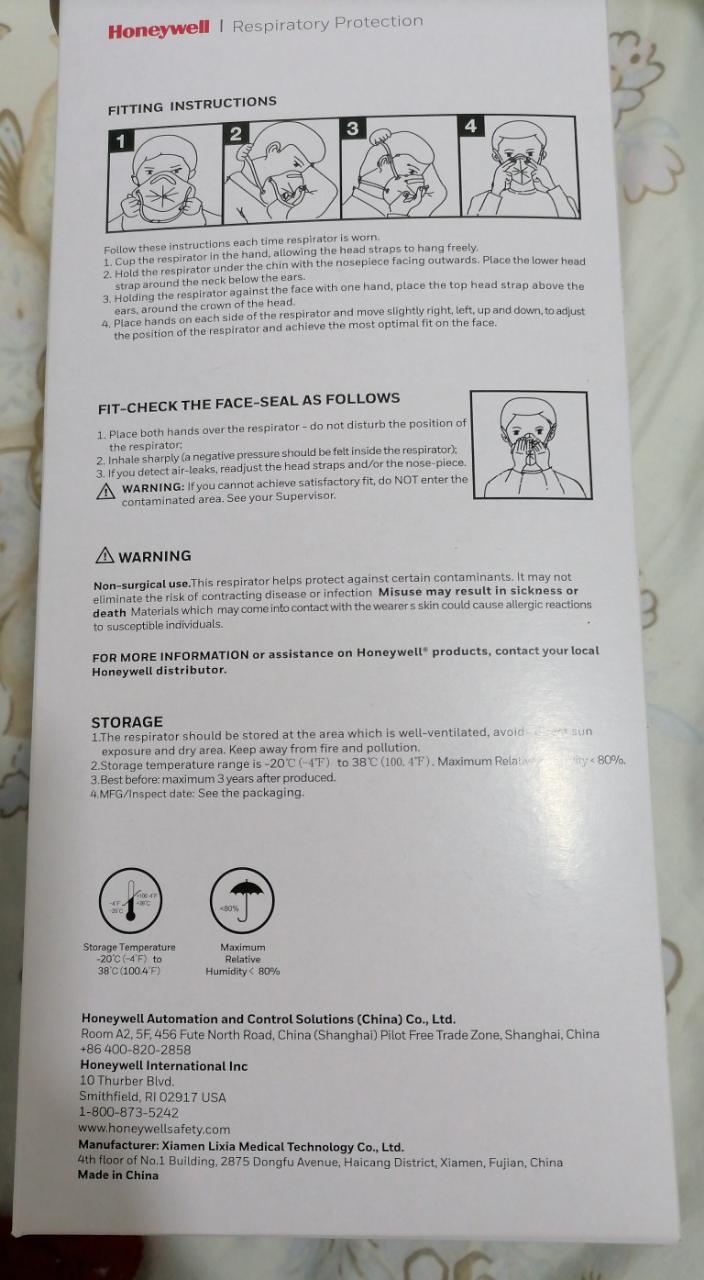 Honeywell | Respiratory Protection
FITTING INSTRUCTIONS
1 2 3 4
Follow these instructions each time respirator is worn.
1. Cup the respirator in the hand, allowing the head straps to hang freely.
2. Hold the respirator under the chin with the nosepiece facing outwards. Place the lower head
strap around the neck below the ears.
3. Holding the respirator against the face with one hand, place the top head strap above the
ears, around the crown of the head.
4. Place hands on each side of the respirator and move slightly right, left, up and down, to adjust
the position of the respirator and achieve the most optimal fit on the face.
FIT-CHECK THE FACE-SEAL AS FOLLOWS
1. Place both hands over the respirator - do not disturb the position of
the respirator;
2. Inhale sharply (a negative pressure should be felt inside the respirator);
3. If you detect air-leaks, readjust the head straps and/or the nose-piece.
WARNING: If you cannot achieve satisfactory fit, do NOT enter the
contaminated area. See your Supervisor.
WARNING
Non-surgical use.This respirator helps protect against certain contaminants. It may not
eliminate the risk of contracting disease or infection Misuse may result in sickness or
death Materials which may come into contact with the wearer s skin could cause allergic reactions
to susceptible individuals.
FOR MORE INFORMATION or assistance on Honeywell® products, contact your local
Honeywell distributor.
STORAGE
1.The respirator should be stored at the area which is well-ventilated, avoid sun
exposure and dry area. Keep away from fire and pollution.
2.Storage temperature range is -20℃ (-4℉) to 38℃ (100. 4℉). Maximum < 80%.
3.Best before: maximum 3 years after produced.
4.MFG/Inspect date: See the packaging.
-4℉ +100.4℉
-20℃ +38℃
<80%
Storage Temperature
-20℃ (-4℉) to
38℃ (100.4℉)
Maximum
Relative
Humidity < 80%
Honeywell Automation and Control Solutions (China) Co., Ltd.
Room A2, 5F, 456 Fute North Road, China (Shanghai) Pilot Free Trade Zone, Shanghai, China
+86 400-820-2858
Honeywell International Inc
10 Thurber Blvd.
Smithfield, RI 02917 USA
1-800-873-5242
www.honeywellsafety.com
Manufacturer: Xiamen Lixia Medical Technology Co., Ltd.
4th floor of No.1 Building, 2875 Dongfu Avenue, Haicang District, Xiamen, Fujian, China
Made in China